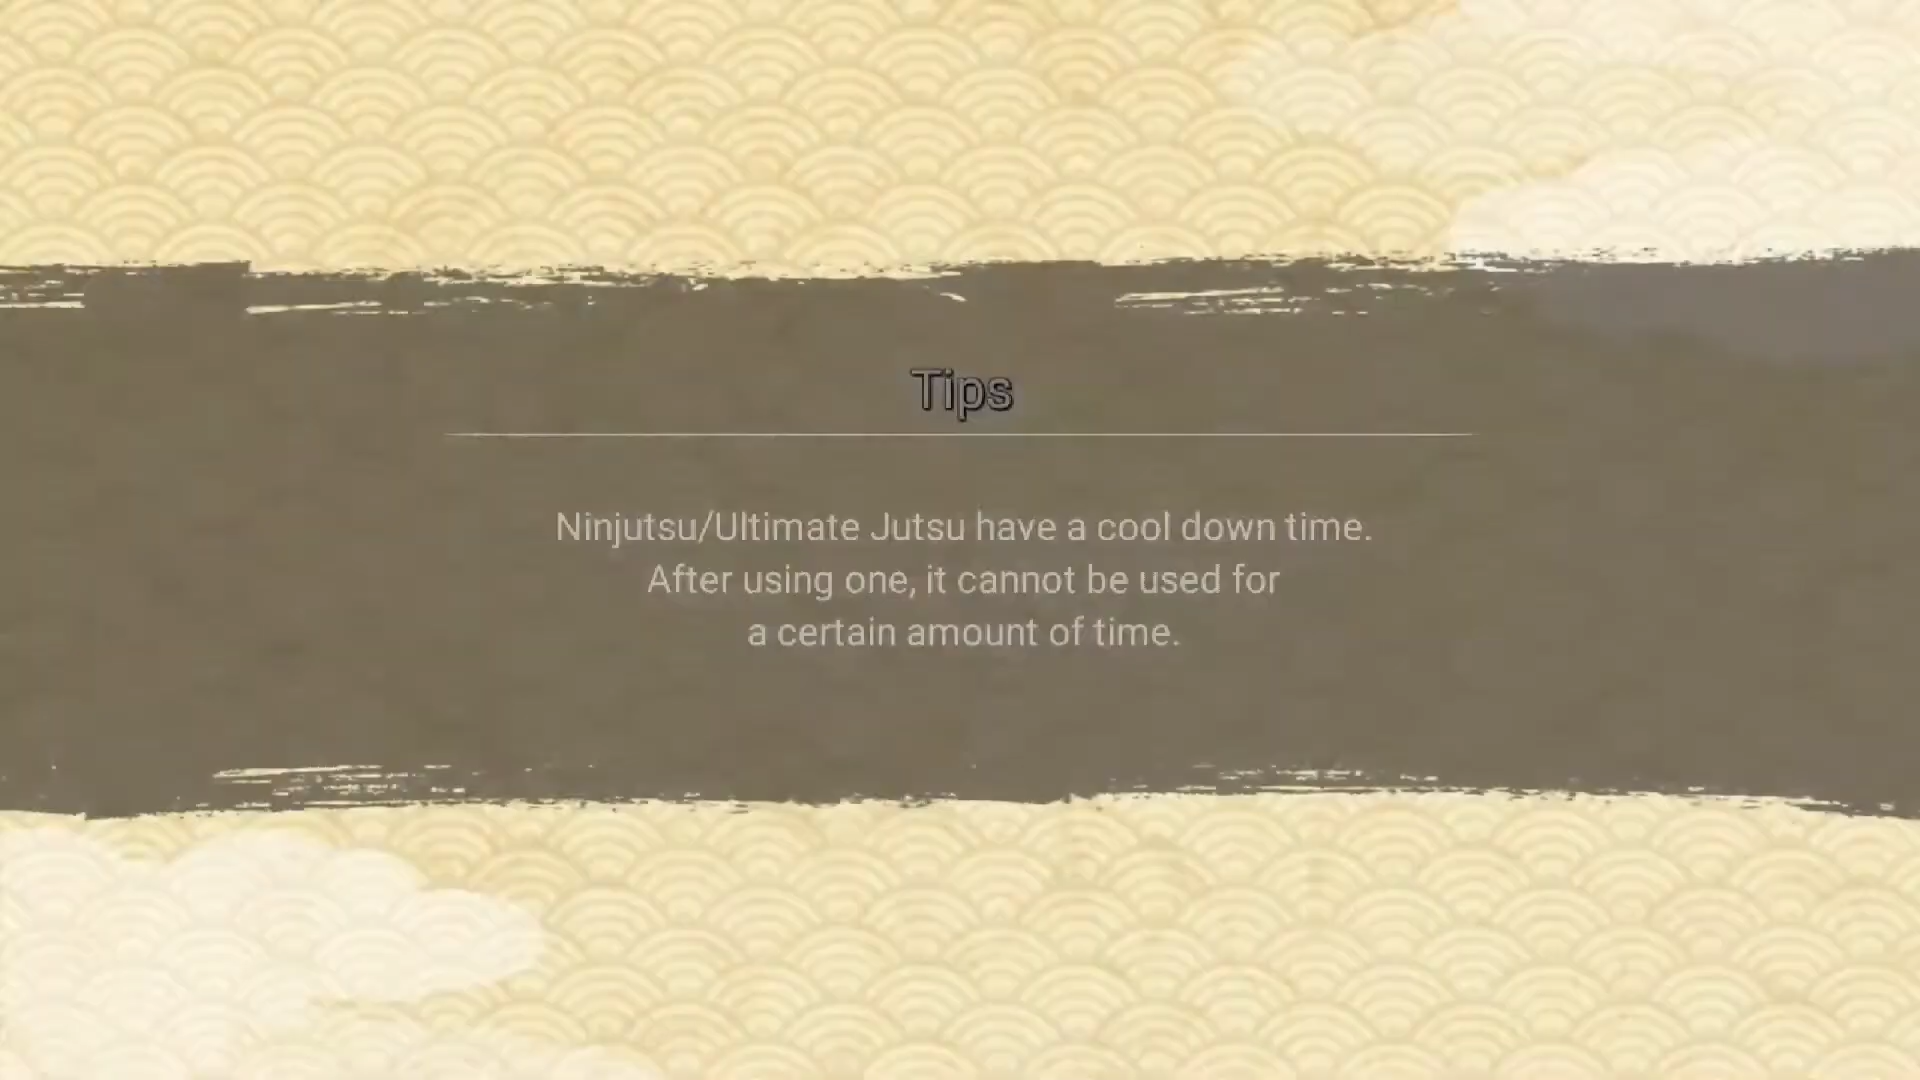 Tips
Ninjutsu/Ultimate Jutsu have a cool down time.
After using one, it cannot be used for
a certain amount of time.